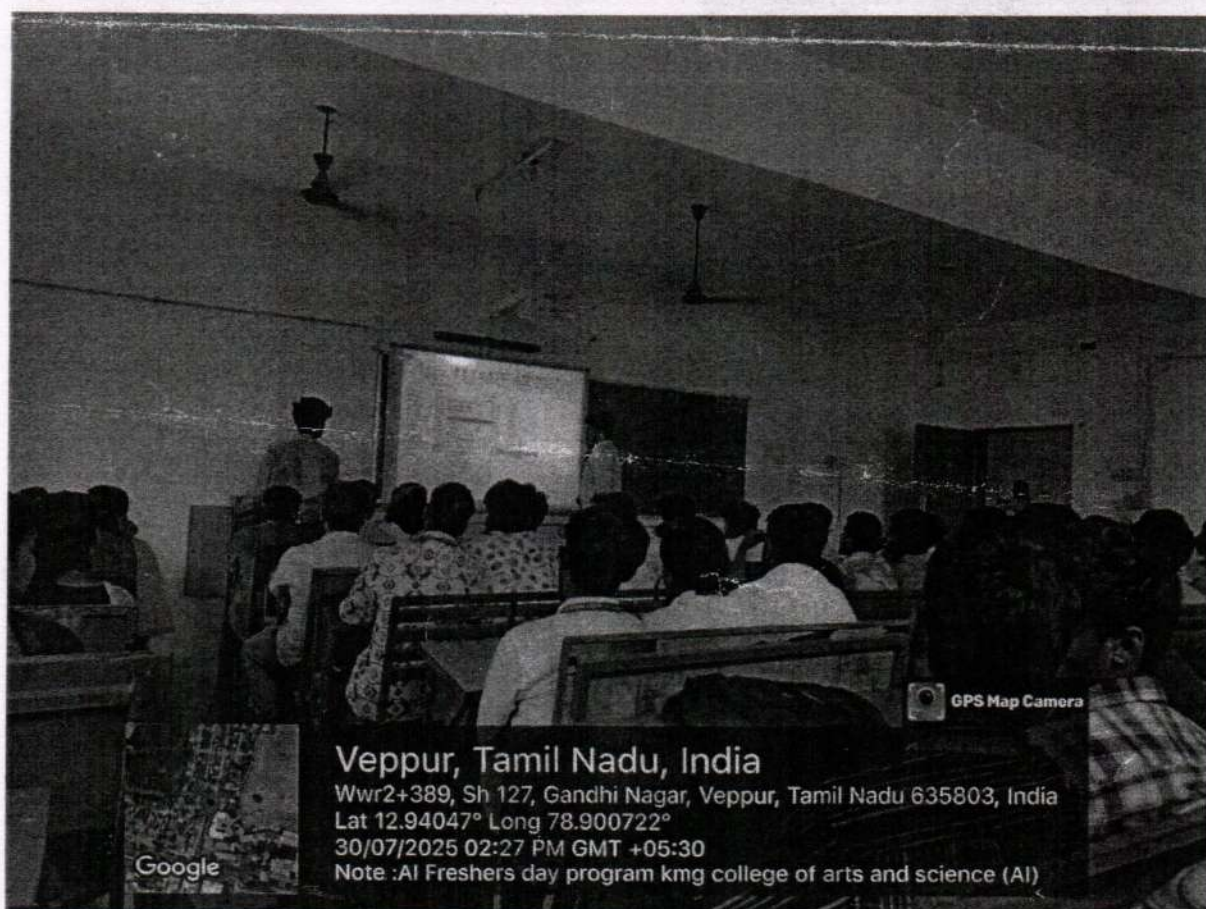 GPS Map Camera
Veppur, Tamil Nadu, India
Wwr2+389, Sh 127, Gandhi Nagar, Veppur, Tamil Nadu 635803, India
Lat 12.94047° Long 78.900722°
30/07/2025 02:27 PM GMT +05:30
Note :AI Freshers day program kmg college of arts and science (AI)
Google